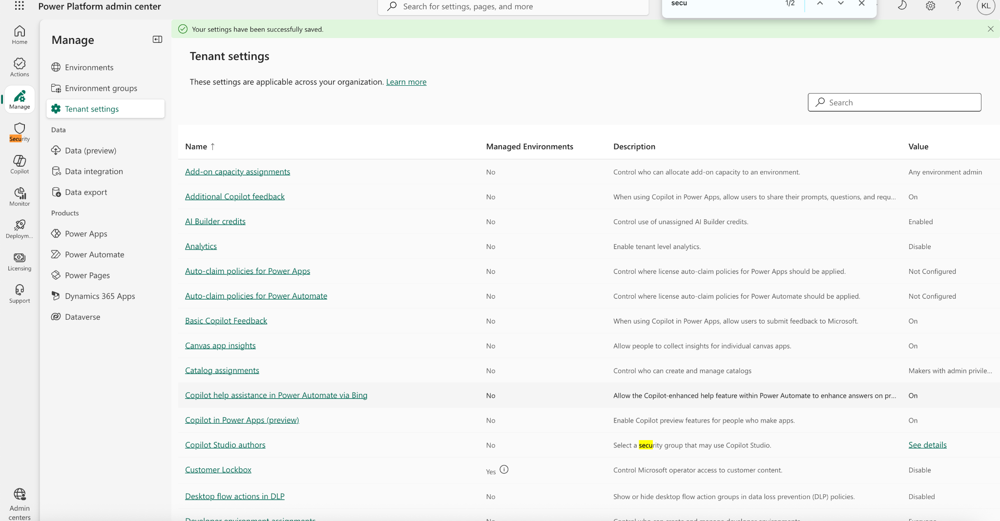 Power Platform admin center
Search for settings, pages, and more
secu
1/2
KL
Home
Actions
Manage
Security
Copilot
Monitor
Deploym...
Licensing
Support
Admin
centers
Manage
Environments
Environment groups
Tenant settings
Data
Data (preview)
Data integration
Data export
Products
Power Apps
Power Automate
Power Pages
Dynamics 365 Apps
Dataverse
Your settings have been successfully saved.
Tenant settings
These settings are applicable across your organization. Learn more
Search
Name ↑ Managed Environments Description Value
Add-on capacity assignments No Control who can allocate add-on capacity to an environment. Any environment admin
Additional Copilot feedback No When using Copilot in Power Apps, allow users to share their prompts, questions, and requ... On
AI Builder credits No Control use of unassigned AI Builder credits. Enabled
Analytics No Enable tenant level analytics. Disable
Auto-claim policies for Power Apps No Control where license auto-claim policies for Power Apps should be applied. Not Configured
Auto-claim policies for Power Automate No Control where license auto-claim policies for Power Automate should be applied. Not Configured
Basic Copilot Feedback No When using Copilot in Power Apps, allow users to submit feedback to Microsoft. On
Canvas app insights No Allow people to collect insights for individual canvas apps. On
Catalog assignments No Control who can create and manage catalogs Makers with admin privile...
Copilot help assistance in Power Automate via Bing No Allow the Copilot-enhanced help feature within Power Automate to enhance answers on pr... On
Copilot in Power Apps (preview) No Enable Copilot preview features for people who make apps. On
Copilot Studio authors No Select a security group that may use Copilot Studio. See details
Customer Lockbox Yes Control Microsoft operator access to customer content. Disable
Desktop flow actions in DLP No Show or hide desktop flow action groups in data loss prevention (DLP) policies. Disabled
Developer environment assignments No Control who can create and manage developer environments Everyone